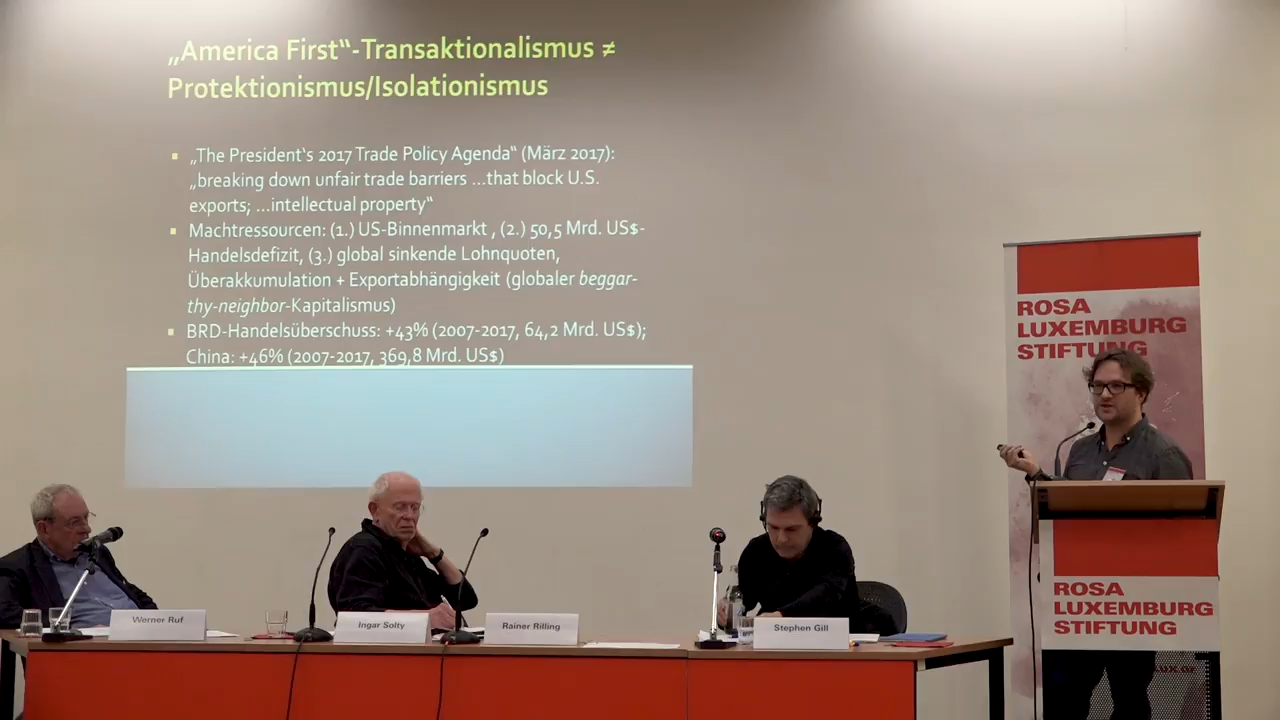 „America First“-Transaktionalismus ≠
Protektionismus/Isolationismus
▪ „The President‘s 2017 Trade Policy Agenda“ (März 2017):
„breaking down unfair trade barriers ...that block U.S.
exports; ...intellectual property“
▪ Machtressourcen: (1.) US-Binnenmarkt , (2.) 50,5 Mrd. US$-
Handelsdefizit, (3.) global sinkende Lohnquoten,
Überakkumulation + Exportabhängigkeit (globaler beggar-
thy-neighbor-Kapitalismus)
▪ BRD-Handelsüberschuss: +43% (2007-2017, 64,2 Mrd. US$);
China: +46% (2007-2017, 369,8 Mrd. US$)
ROSA
LUXEMBURG
STIFTUNG
Werner Ruf
Ingar Solty
Rainer Rilling
Stephen Gill
ROSA
LUXEMBURG
STIFTUNG